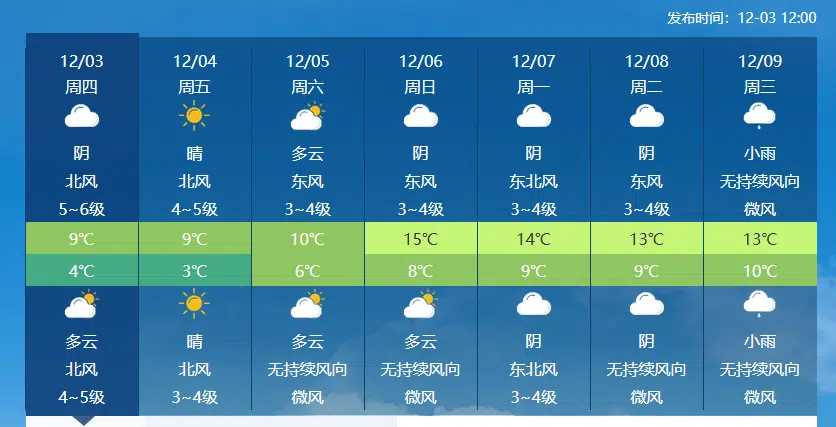 发布时间：12-03 12:00
12/03 12/04 12/05 12/06 12/07 12/08 12/09
周四 周五 周六 周日 周一 周二 周三
阴 晴 多云 阴 阴 阴 小雨
北风 北风 东风 东风 东北风 东风 无持续风向
5~6级 4~5级 3~4级 3~4级 3~4级 3~4级 微风
9℃ 9℃ 10℃ 15℃ 14℃ 13℃ 13℃
4℃ 3℃ 6℃ 8℃ 9℃ 9℃ 10℃
多云 晴 多云 多云 阴 阴 小雨
北风 北风 无持续风向 无持续风向 东北风 无持续风向 无持续风向
4~5级 3~4级 微风 微风 3~4级 微风 微风